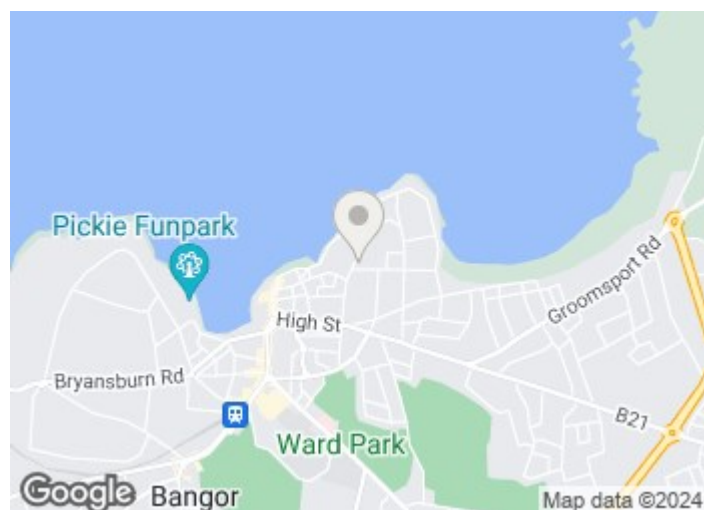 Pickie Funpark
Groomsport Rd
High St
Bryansburn Rd
B21
Ward Park
Google
Bangor
Map data ©2024